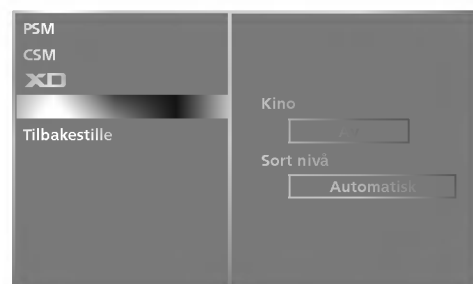 PSM
CSM
XD
Tilbakestille
Kino
Sort nivå
Automatisk